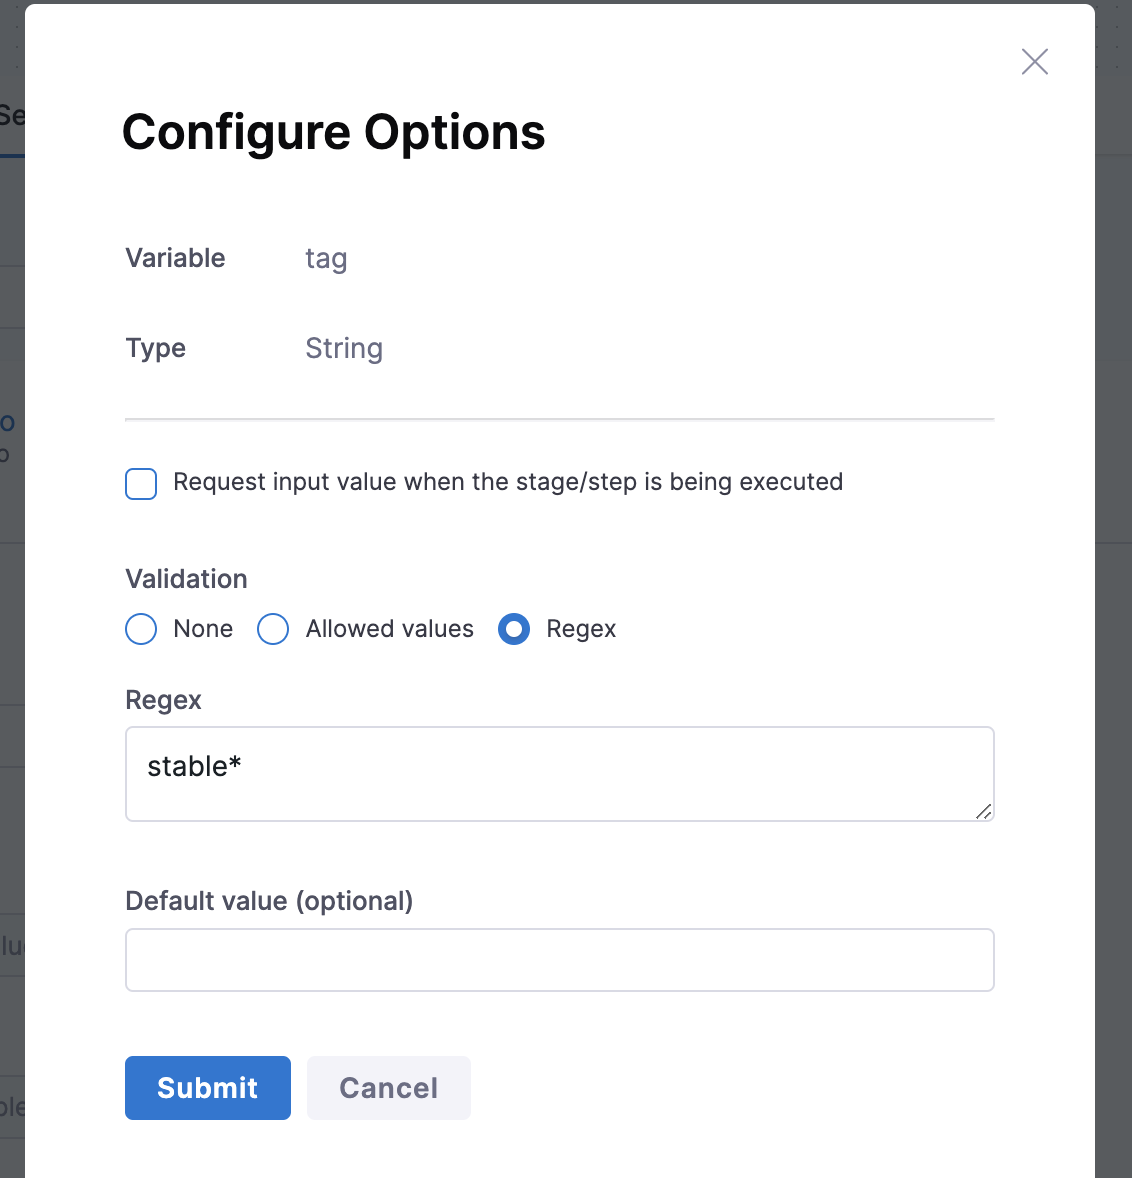 Configure Options
Variable tag
Type String
Request input value when the stage/step is being executed
Validation
None Allowed values Regex
Regex
stable*
Default value (optional)
Submit Cancel